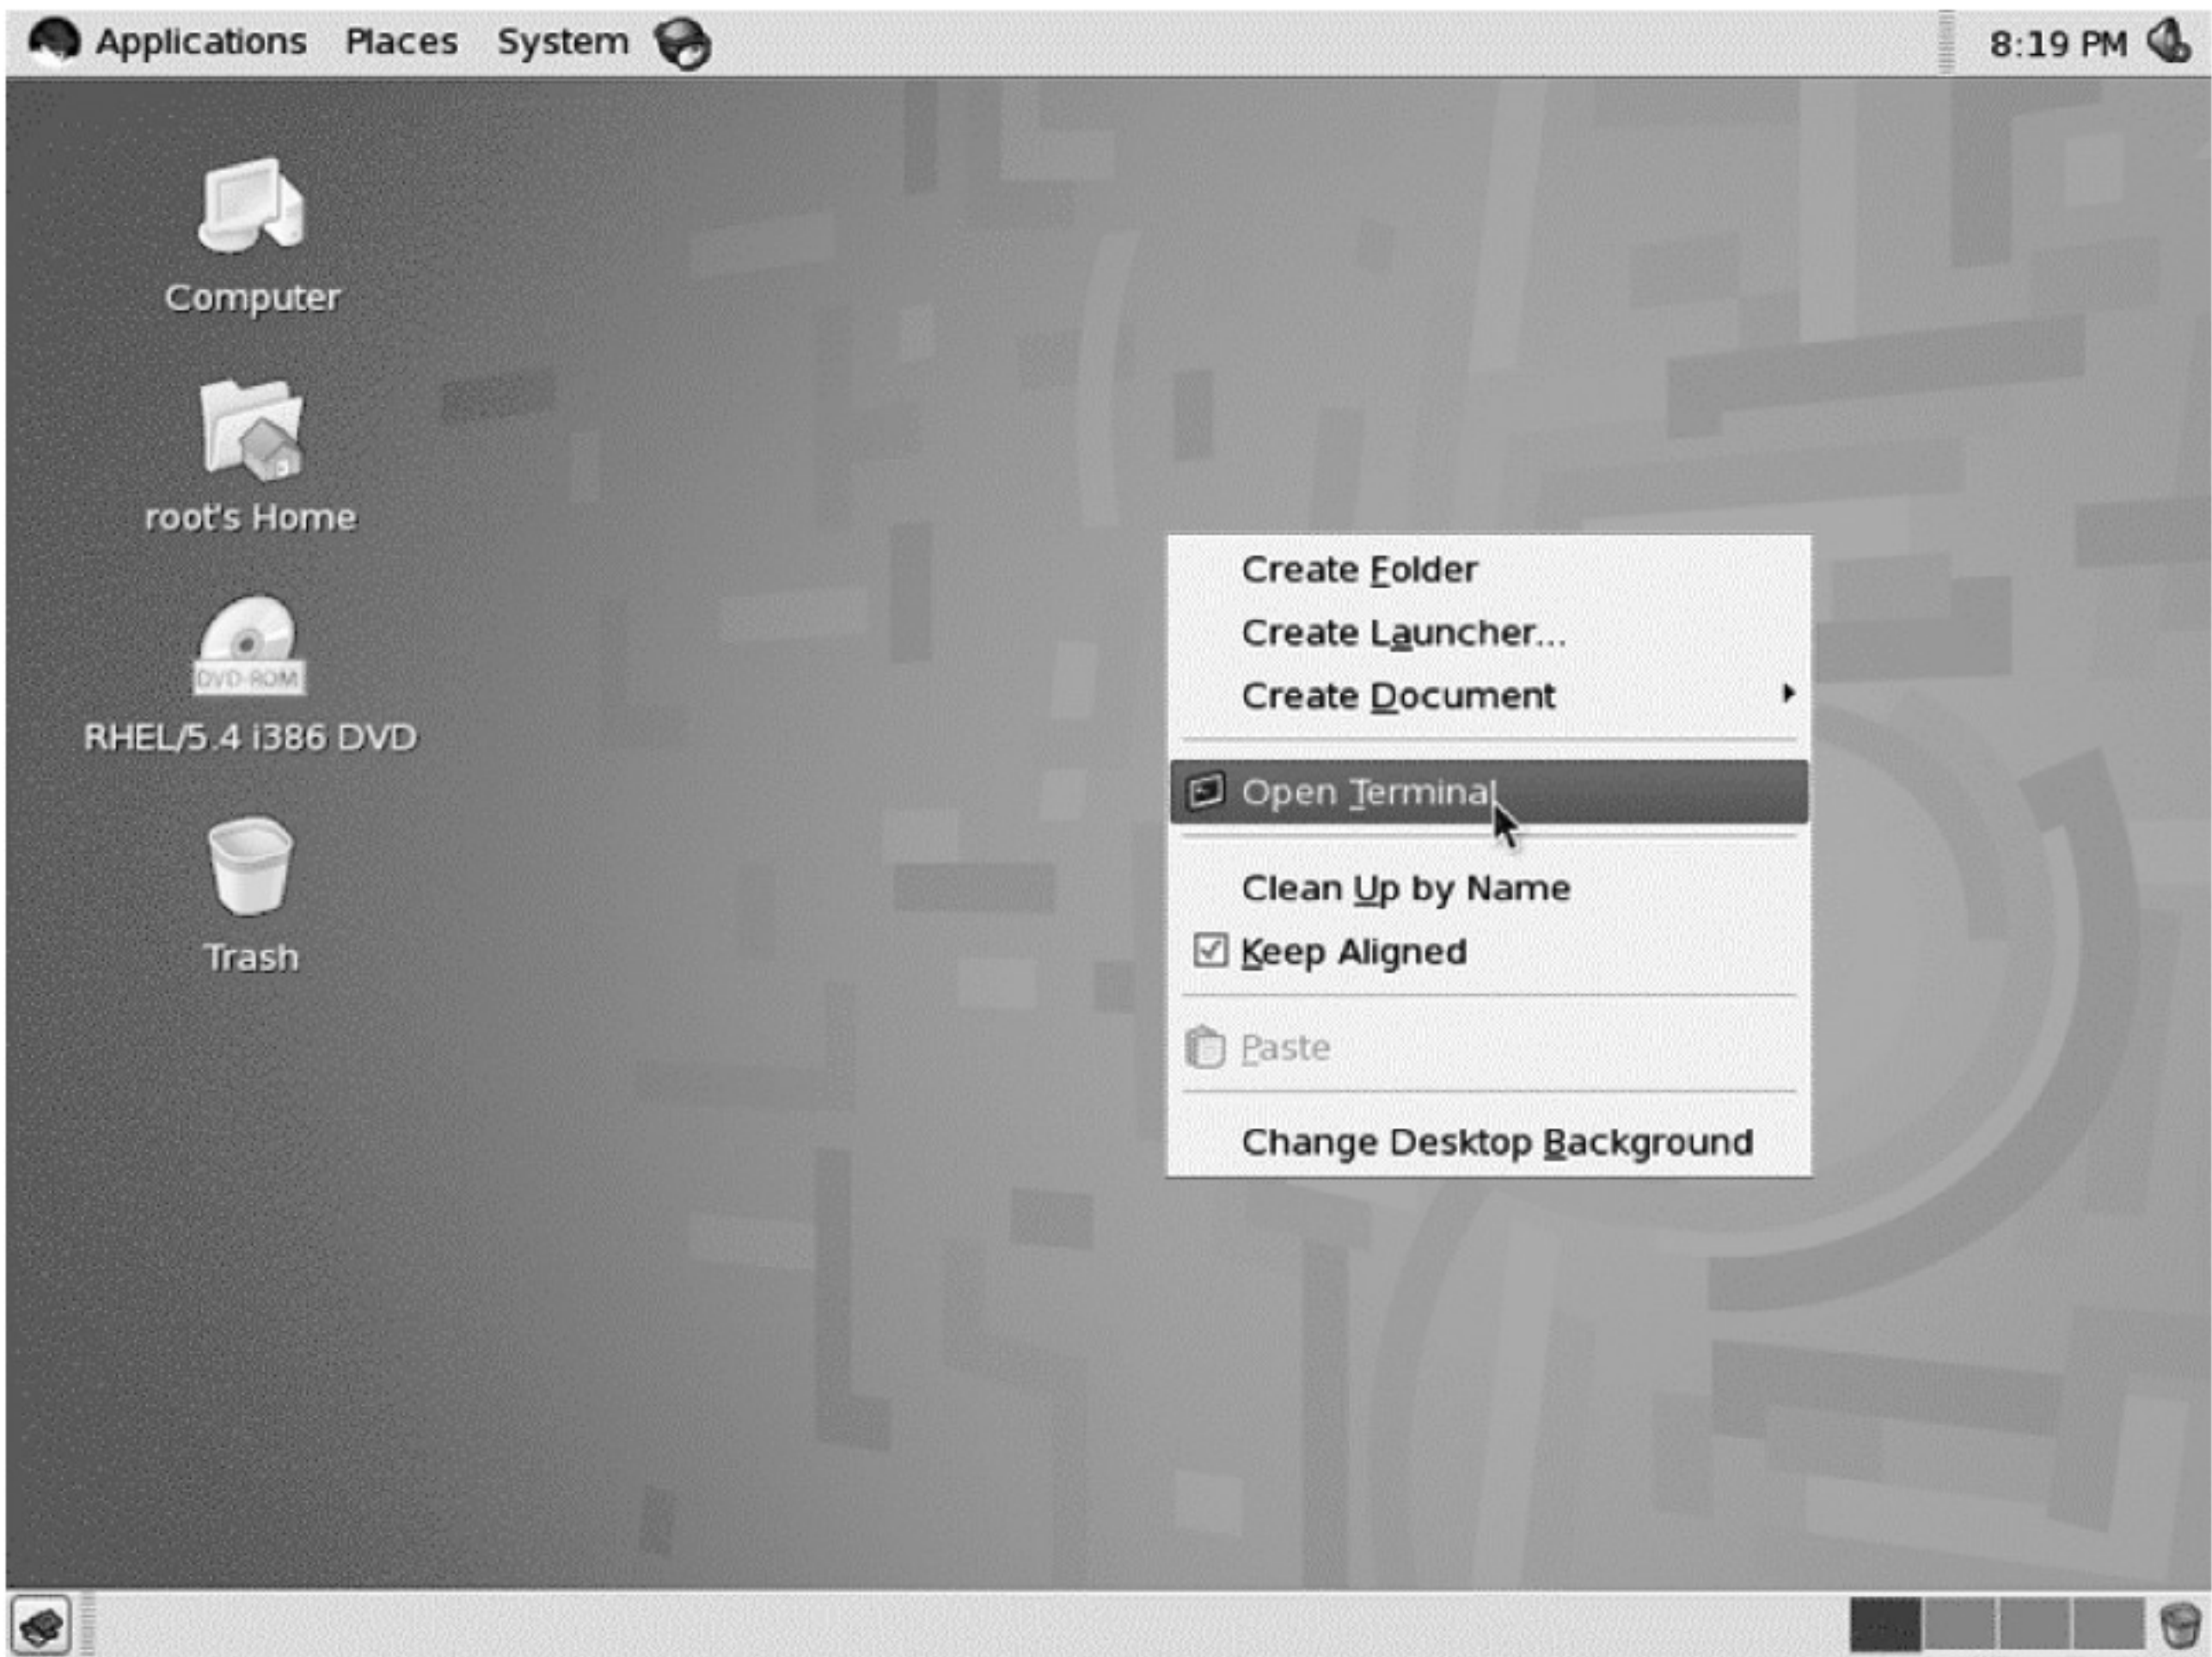 Applications Places System 8:19 PM
Computer
root's Home
DVD-ROM
RHEL/5.4 i386 DVD
Trash
Create Folder
Create Launcher...
Create Document
Open Terminal
Clean Up by Name
Keep Aligned
Paste
Change Desktop Background